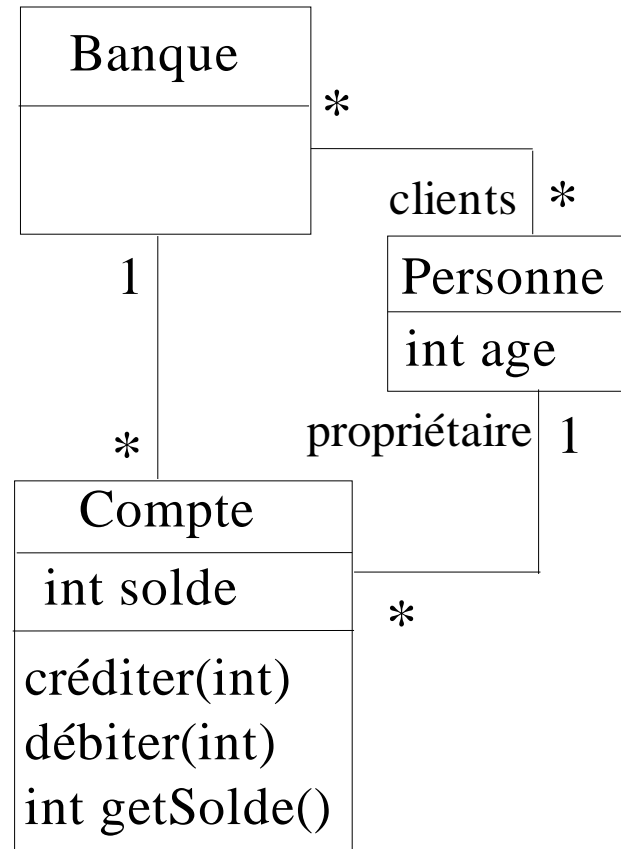 Banque
*
clients *
1
Personne
int age
propriétaire 1
*
Compte
int solde
*
créditer(int)
débiter(int)
int getSolde()